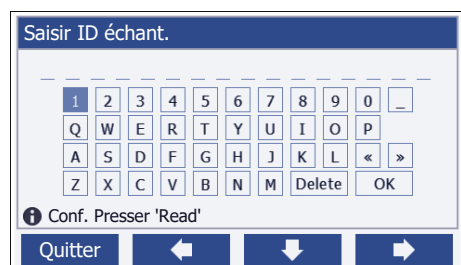 Saisir ID échant.
_ _ _ _ _ _ _ _ _ _ _ _ _ _ _ _
1 2 3 4 5 6 7 8 9 0 _
Q W E R T Y U I O P
A S D F G H J K L « »
Z X C V B N M Delete OK
Conf. Presser 'Read'
Quitter